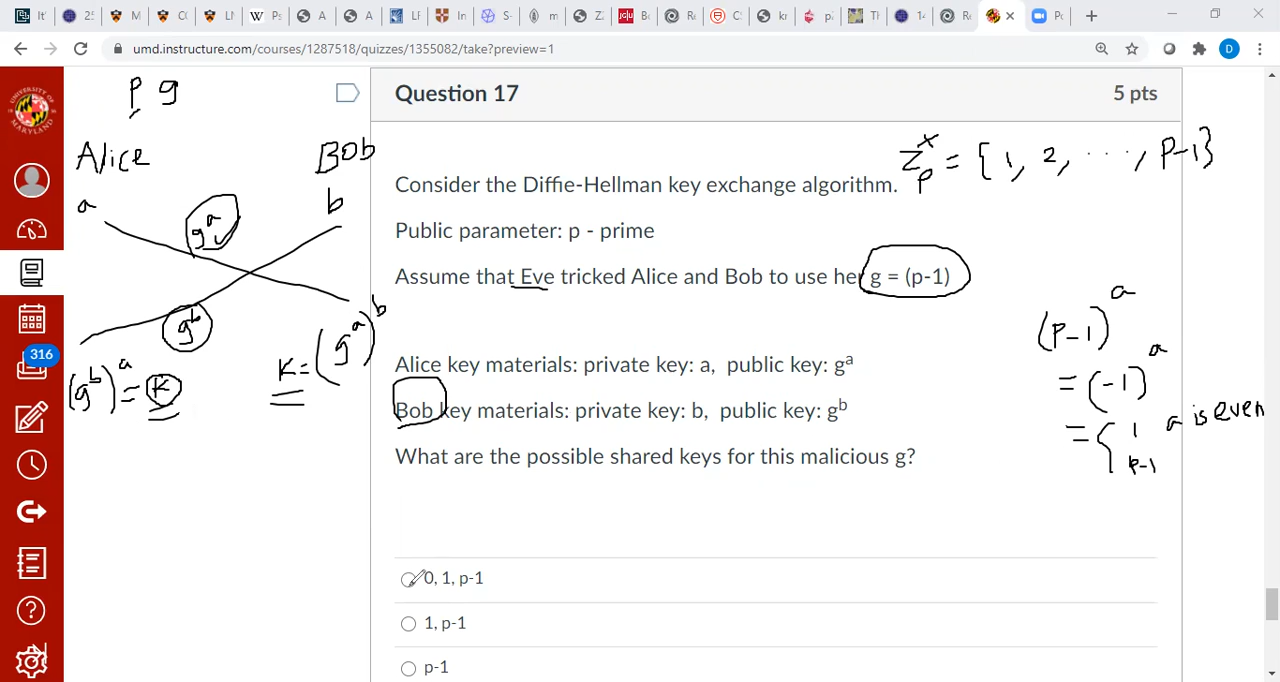 umd.instructure.com/courses/1287518/quizzes/1355082/take?preview=1
D
UNIVERSITY OF
MARYLAND
316
p g
Alice
Bob
a
b
g^a
g^b
(g^b)^a = K
K = (g^a)^b
Question 17
5 pts
Z_p^x = {1, 2, ..., P-1}
Consider the Diffie-Hellman key exchange algorithm.
Public parameter: p - prime
Assume that Eve tricked Alice and Bob to use her g = (p-1)
Alice key materials: private key: a,  public key: g^a
Bob key materials: private key: b,  public key: g^b
What are the possible shared keys for this malicious g?
(P-1)^a
= (-1)^a
= { 1 a is even
p-1
0, 1, p-1
1, p-1
p-1